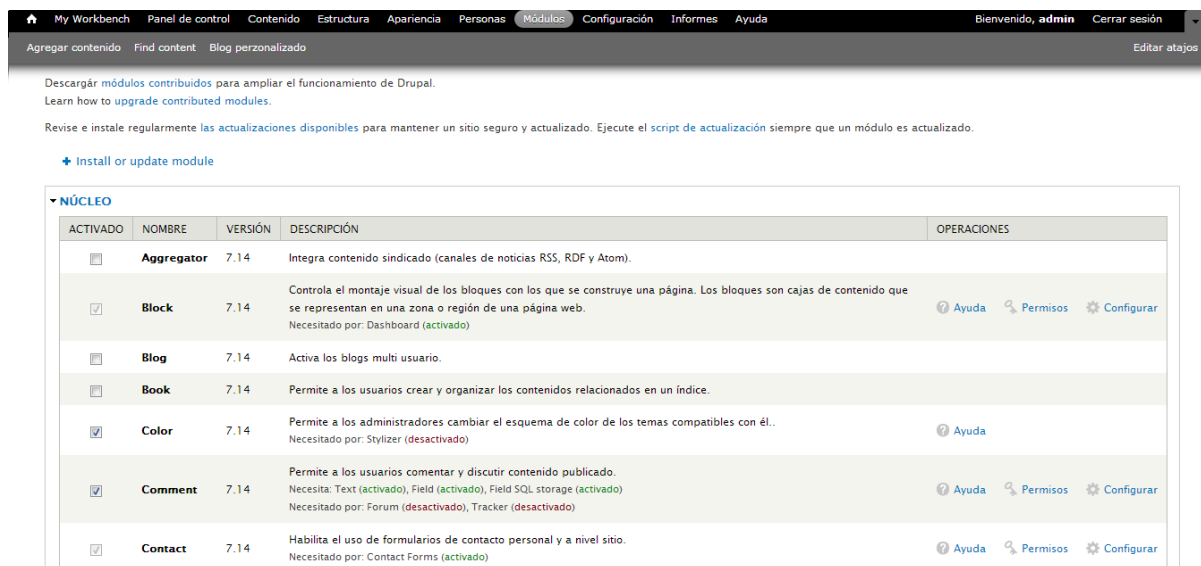 My Workbench Panel de control Contenido Estructura Apariencia Personas Módulos Configuración Informes Ayuda Bienvenido, admin Cerrar sesión
Agregar contenido Find content Blog perzonalizado Editar atajos
Descargár módulos contribuidos para ampliar el funcionamiento de Drupal.
Learn how to upgrade contributed modules.
Revise e instale regularmente las actualizaciones disponibles para mantener un sitio seguro y actualizado. Ejecute el script de actualización siempre que un módulo es actualizado.
+ Install or update module
NÚCLEO
ACTIVADO NOMBRE VERSIÓN DESCRIPCIÓN OPERACIONES
Aggregator 7.14 Integra contenido sindicado (canales de noticias RSS, RDF y Atom).
Controla el montaje visual de los bloques con los que se construye una página. Los bloques son cajas de contenido que
Block 7.14 se representan en una zona o región de una página web. Ayuda Permisos Configurar
Necesitado por: Dashboard (activado)
Blog 7.14 Activa los blogs multi usuario.
Book 7.14 Permite a los usuarios crear y organizar los contenidos relacionados en un índice.
Permite a los administradores cambiar el esquema de color de los temas compatibles con él..
Color 7.14 Ayuda
Necesitado por: Stylizer (desactivado)
Permite a los usuarios comentar y discutir contenido publicado.
Comment 7.14 Necesita: Text (activado), Field (activado), Field SQL storage (activado) Ayuda Permisos Configurar
Necesitado por: Forum (desactivado), Tracker (desactivado)
Habilita el uso de formularios de contacto personal y a nivel sitio.
Contact 7.14 Ayuda Permisos Configurar
Necesitado por: Contact Forms (activado)